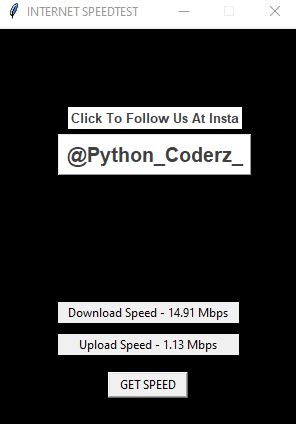 INTERNET SPEEDTEST
Click To Follow Us At Insta
@Python_Coderz_
Download Speed - 14.91 Mbps
Upload Speed - 1.13 Mbps
GET SPEED